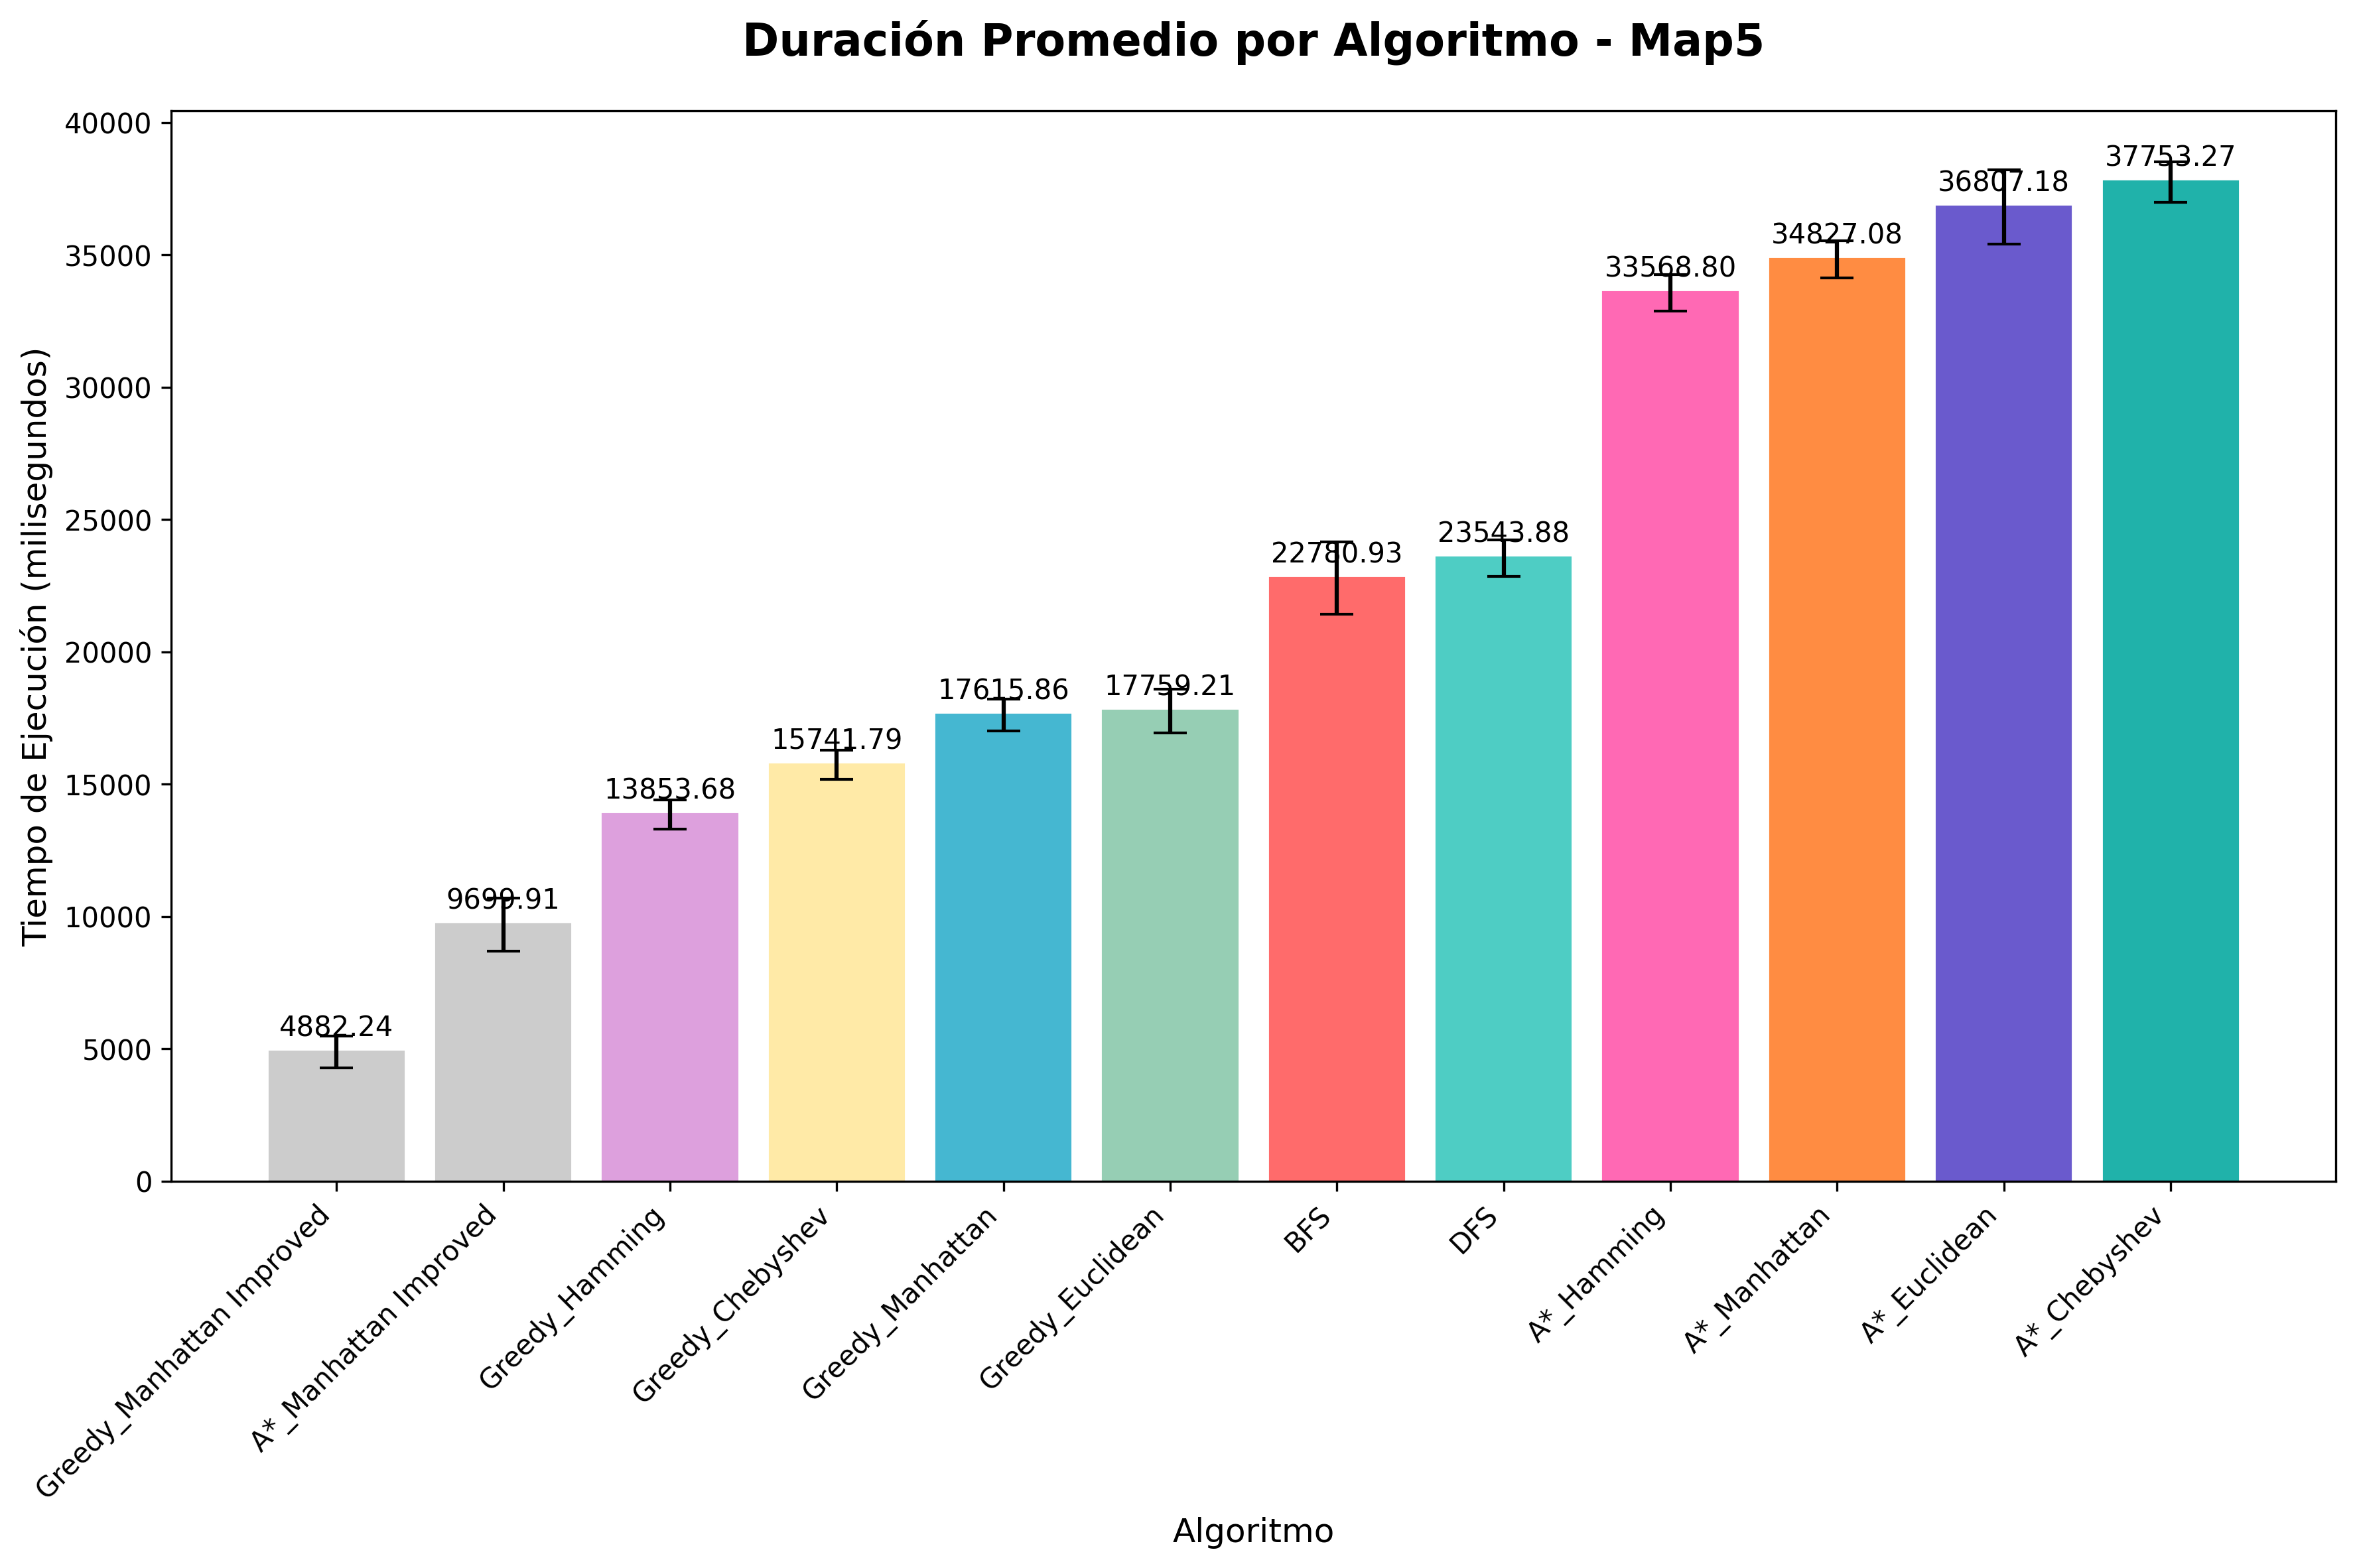 Duración Promedio por Algoritmo - Map5
Tiempo de Ejecución (milisegundos)
40000
35000
30000
25000
20000
15000
10000
5000
0
4882.24
9699.91
13853.68
15741.79
17615.86
17759.21
22780.93
23543.88
33568.80
34827.08
36807.18
37753.27
Greedy_Manhattan Improved
A*_Manhattan Improved
Greedy_Hamming
Greedy_Chebyshev
Greedy_Manhattan
Greedy_Euclidean
BFS
DFS
A*_Hamming
A*_Manhattan
A*_Euclidean
A*_Chebyshev
Algoritmo